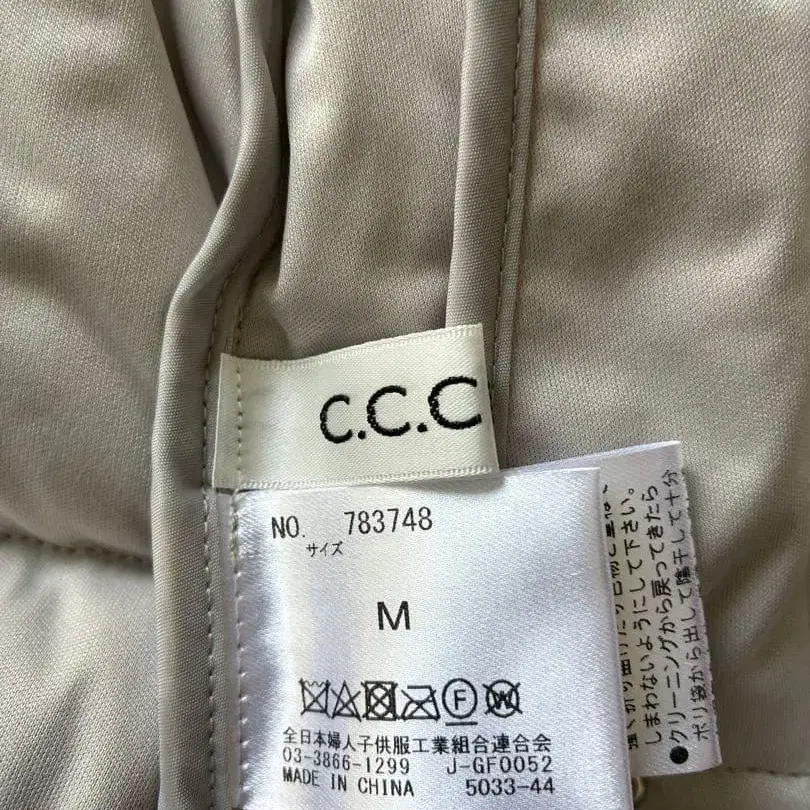 C.C.C
NO. 783748
サイズ
M
F
W
全日本婦人子供服工業組合連合会
03-3866-1299 J-GF0052
MADE IN CHINA 5033-44
しまわないようにして下さい。
●クリーニングから戻ってきたら
ポリ袋から出して陰干しして十分